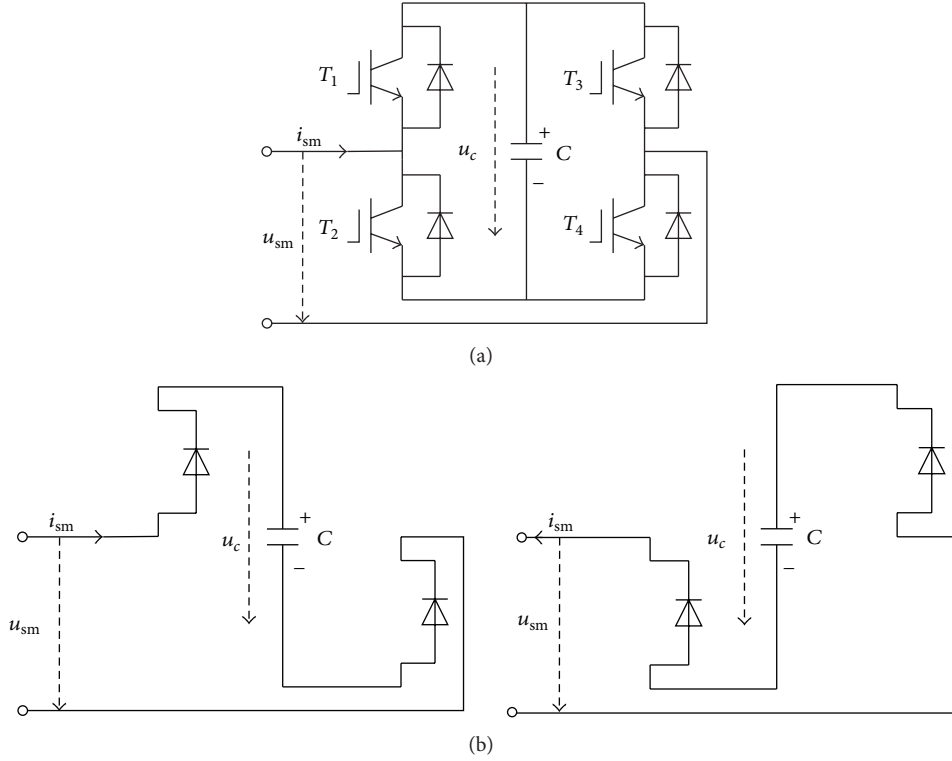 T1
T3
ism
+
uc
C
−
usm
T2
T4
(a)
ism
+
uc
C
−
usm
ism
+
uc
C
−
usm
(b)